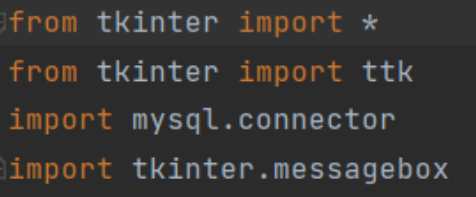 from tkinter import *
from tkinter import ttk
import mysql.connector
import tkinter.messagebox